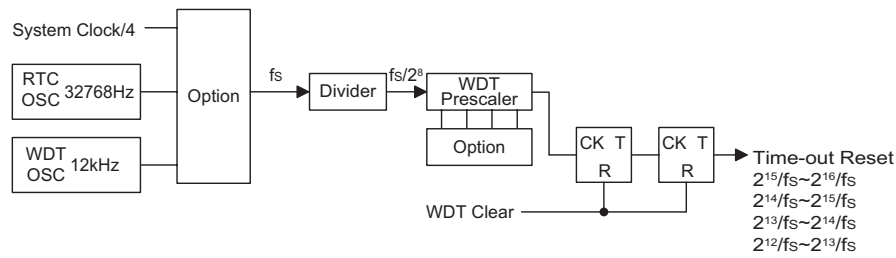 System Clock/4
RTC
OSC 32768Hz
WDT
OSC 12kHz
Option
fS
Divider
fS/2⁸
WDT
Prescaler
Option
CK T
R
CK T
R
WDT Clear
Time-out Reset
2¹⁵/fS~2¹⁶/fS
2¹⁴/fS~2¹⁵/fS
2¹³/fS~2¹⁴/fS
2¹²/fS~2¹³/fS